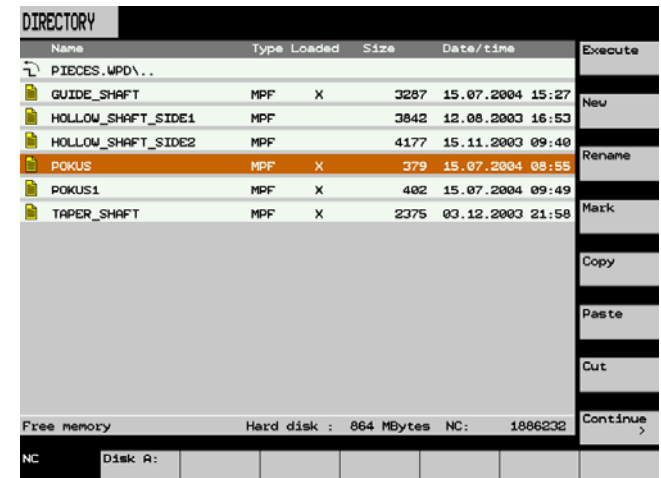 DIRECTORY
Name Type Loaded Size Date/time
PIECES.WPD\..
GUIDE_SHAFT MPF X 3287 15.07.2004 15:27
HOLLOW_SHAFT_SIDE1 MPF 3842 12.08.2003 16:53
HOLLOW_SHAFT_SIDE2 MPF 4177 15.11.2003 09:40
POKUS MPF X 379 15.07.2004 08:55
POKUS1 MPF X 402 15.07.2004 09:49
TAPER_SHAFT MPF X 2375 03.12.2003 21:58
Free memory Hard disk : 864 MBytes NC: 1886232
NC Disk A:
Execute
New
Rename
Mark
Copy
Paste
Cut
Continue
>